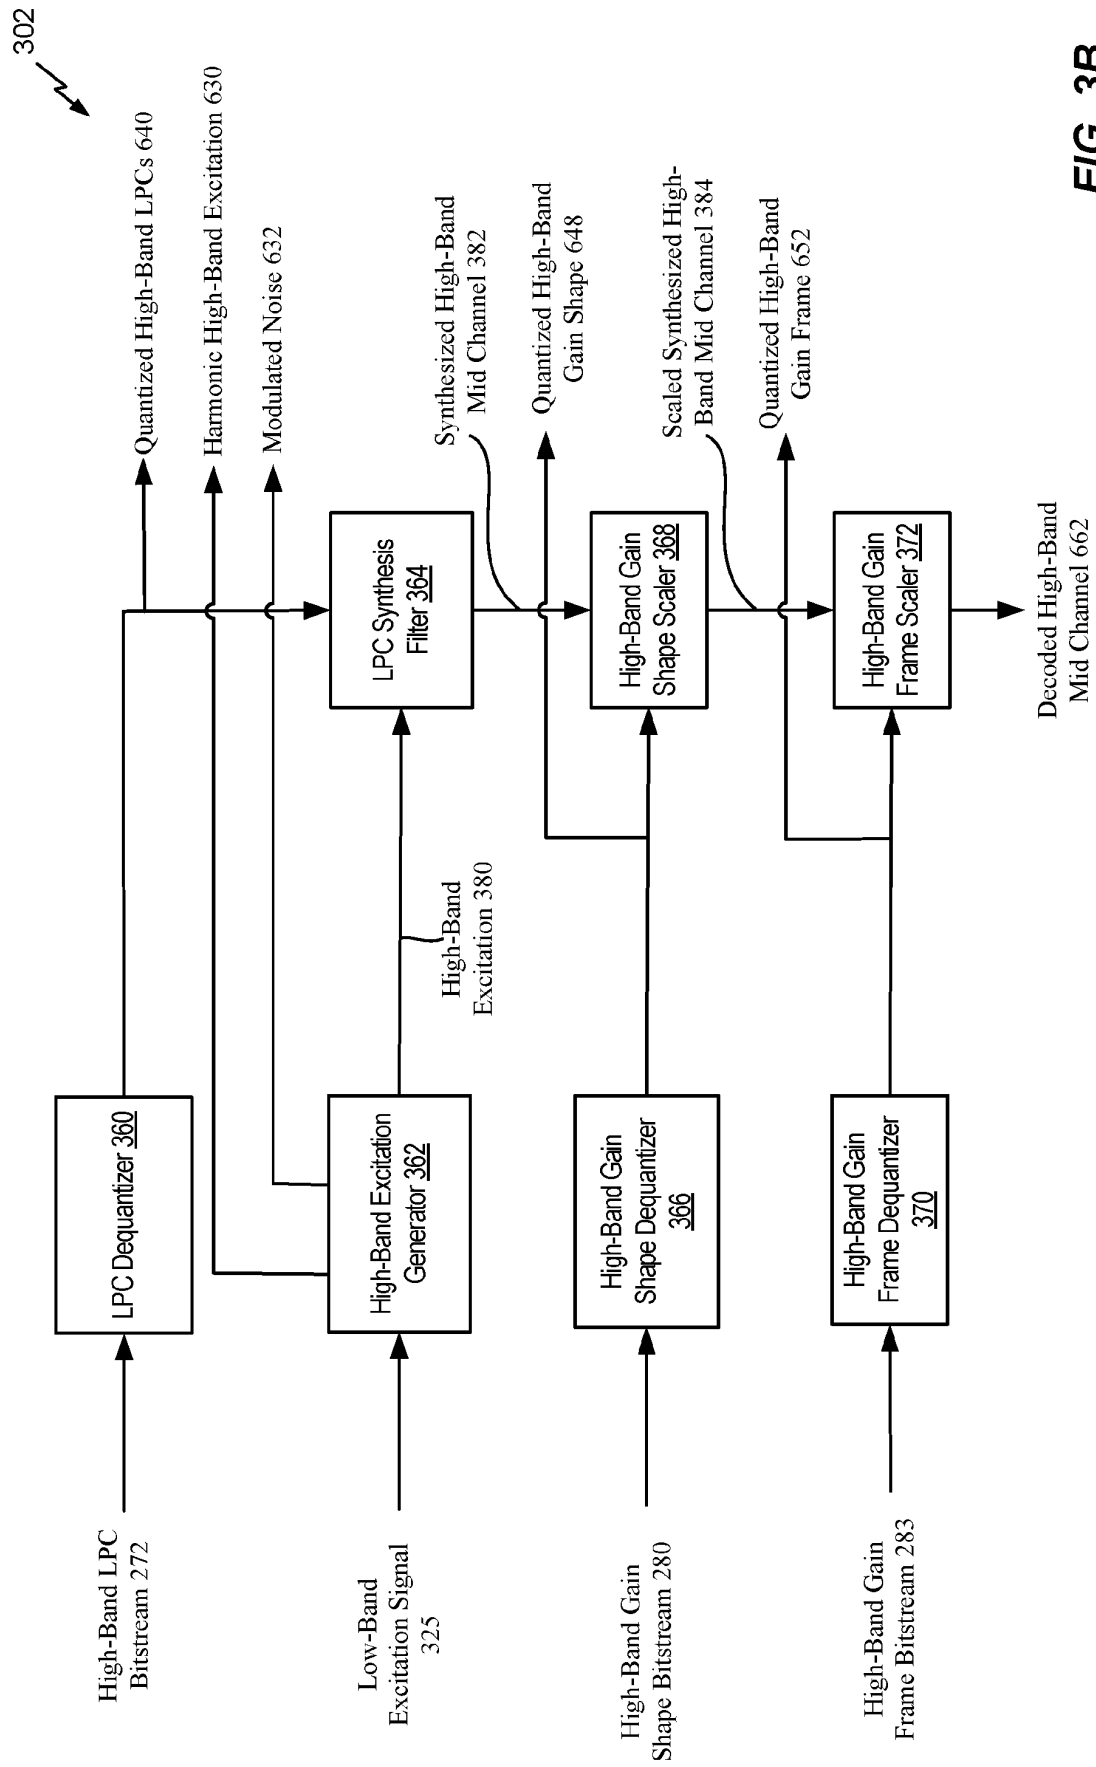 302
Quantized High-Band LPCs 640
Harmonic High-Band Excitation 630
Modulated Noise 632
High-Band LPC
Bitstream 272
LPC Dequantizer 360
Low-Band
Excitation Signal
325
High-Band Excitation
Generator 362
High-Band
Excitation 380
LPC Synthesis
Filter 364
Synthesized High-Band
Mid Channel 382
Quantized High-Band
Gain Shape 648
High-Band Gain
Shape Bitstream 280
High-Band Gain
Shape Dequantizer
366
High-Band Gain
Shape Scaler 368
Scaled Synthesized High-
Band Mid Channel 384
Quantized High-Band
Gain Frame 652
High-Band Gain
Frame Bitstream 283
High-Band Gain
Frame Dequantizer
370
High-Band Gain
Frame Scaler 372
Decoded High-Band
Mid Channel 662
FIG. 3B